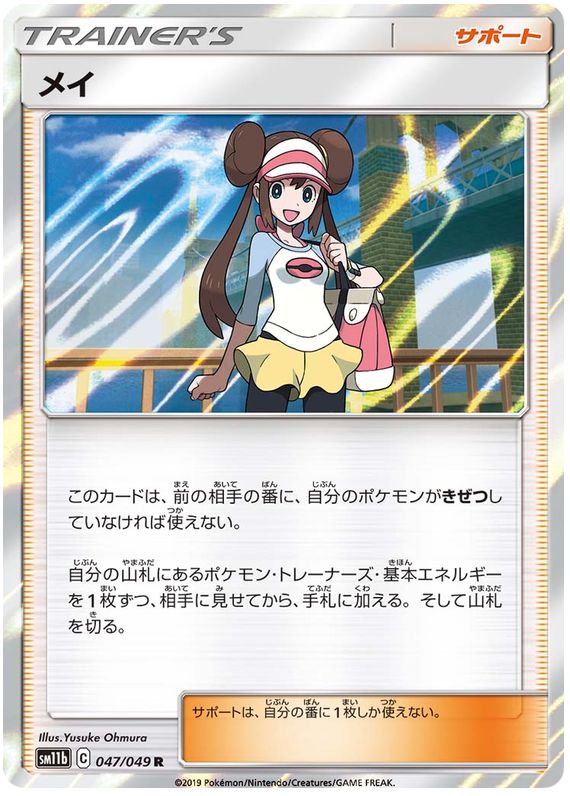 TRAINER'S
サポート
メイ
このカードは、前の相手の番に、自分のポケモンがきぜつし
ていなければ使えない。
自分の山札にあるポケモン・トレーナーズ・基本エネルギー
を1枚ずつ、相手に見せてから、手札に加える。そして山札
を切る。
サポートは、自分の番に1枚しか使えない。
Illus.Yusuke Ohmura
sm11b C 047/049 R
©2019 Pokémon/Nintendo/Creatures/GAME FREAK.